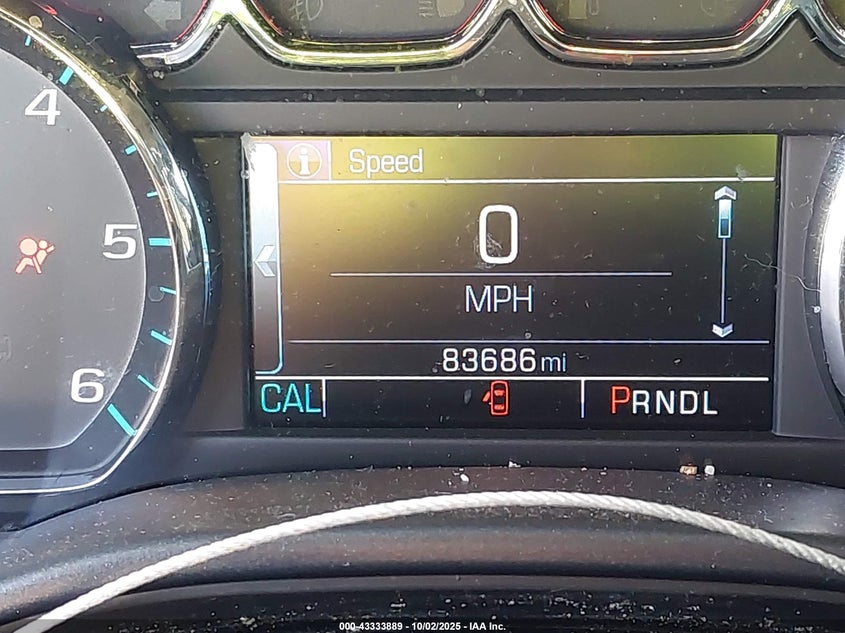 4
5
6
i Speed
0
MPH
83686 mi
CAL
PRNDL
000-43333889 - 10/02/2025 - IAA Inc.